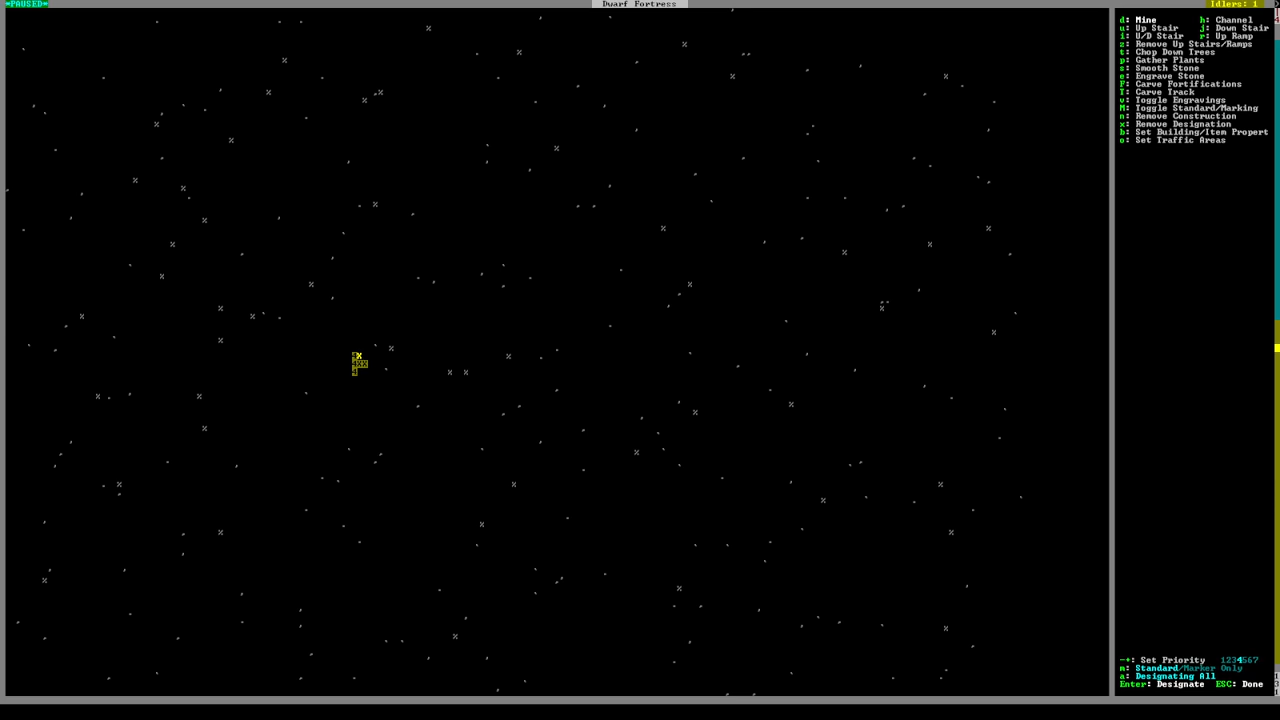 *PAUSED*
Dwarf Fortress
Idlers: 1
d: Mine h: Channel
u: Up Stair j: Down Stair
i: U/D Stair r: Up Ramp
z: Remove Up Stairs/Ramps
t: Chop Down Trees
p: Gather Plants
s: Smooth Stone
e: Engrave Stone
F: Carve Fortifications
T: Carve Track
v: Toggle Engravings
M: Toggle Standard/Marking
n: Remove Construction
x: Remove Designation
b: Set Building/Item Propert
o: Set Traffic Areas
-+: Set Priority 1234567
m: Standard/Marker Only
a: Designating All
Enter: Designate ESC: Done